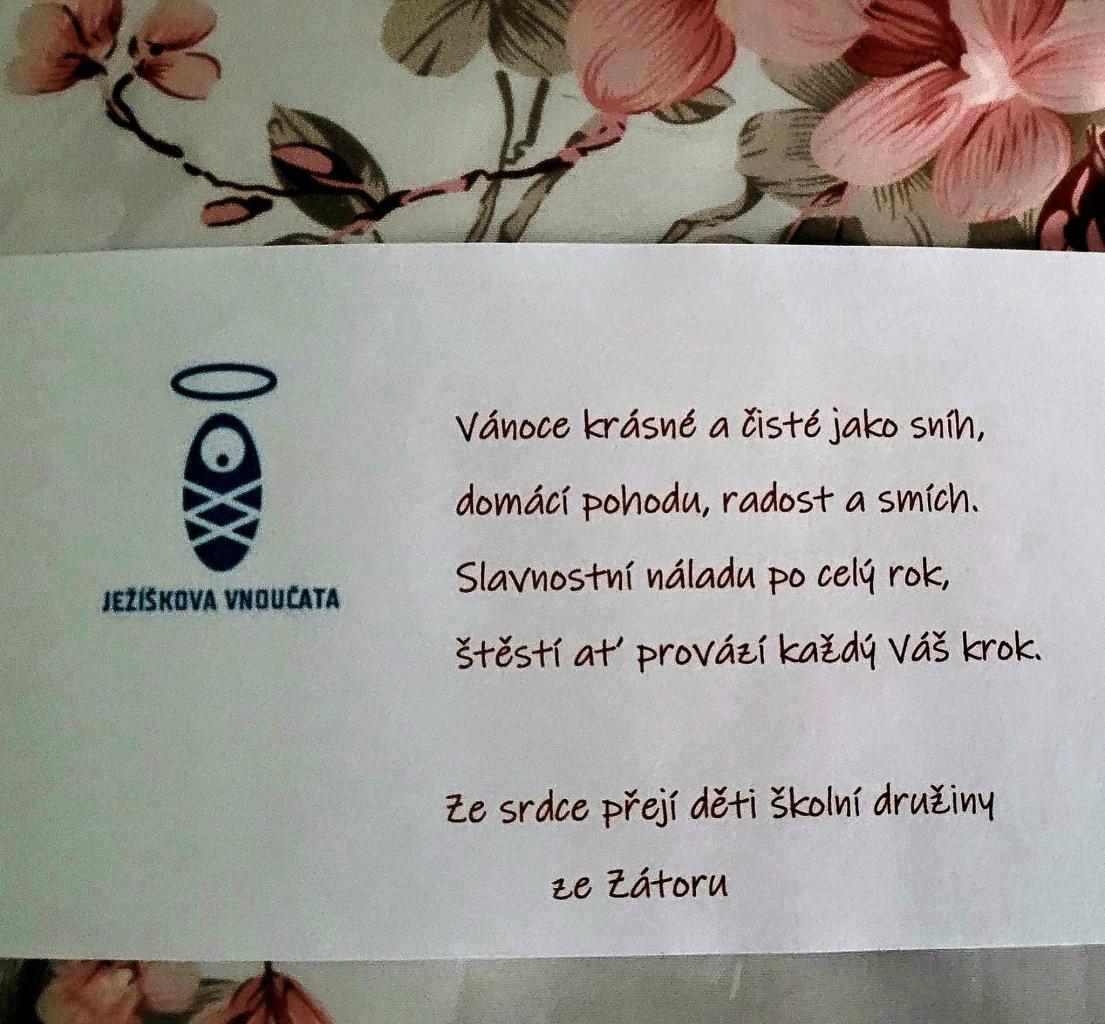 JEŽÍŠKOVA VNOUČATA
Vánoce krásné a čisté jako sníh,
domácí pohodu, radost a smích.
Slavnostní náladu po celý rok,
štěstí ať provází každý Váš krok.
Ze srdce přejí děti školní družiny
ze Zátoru